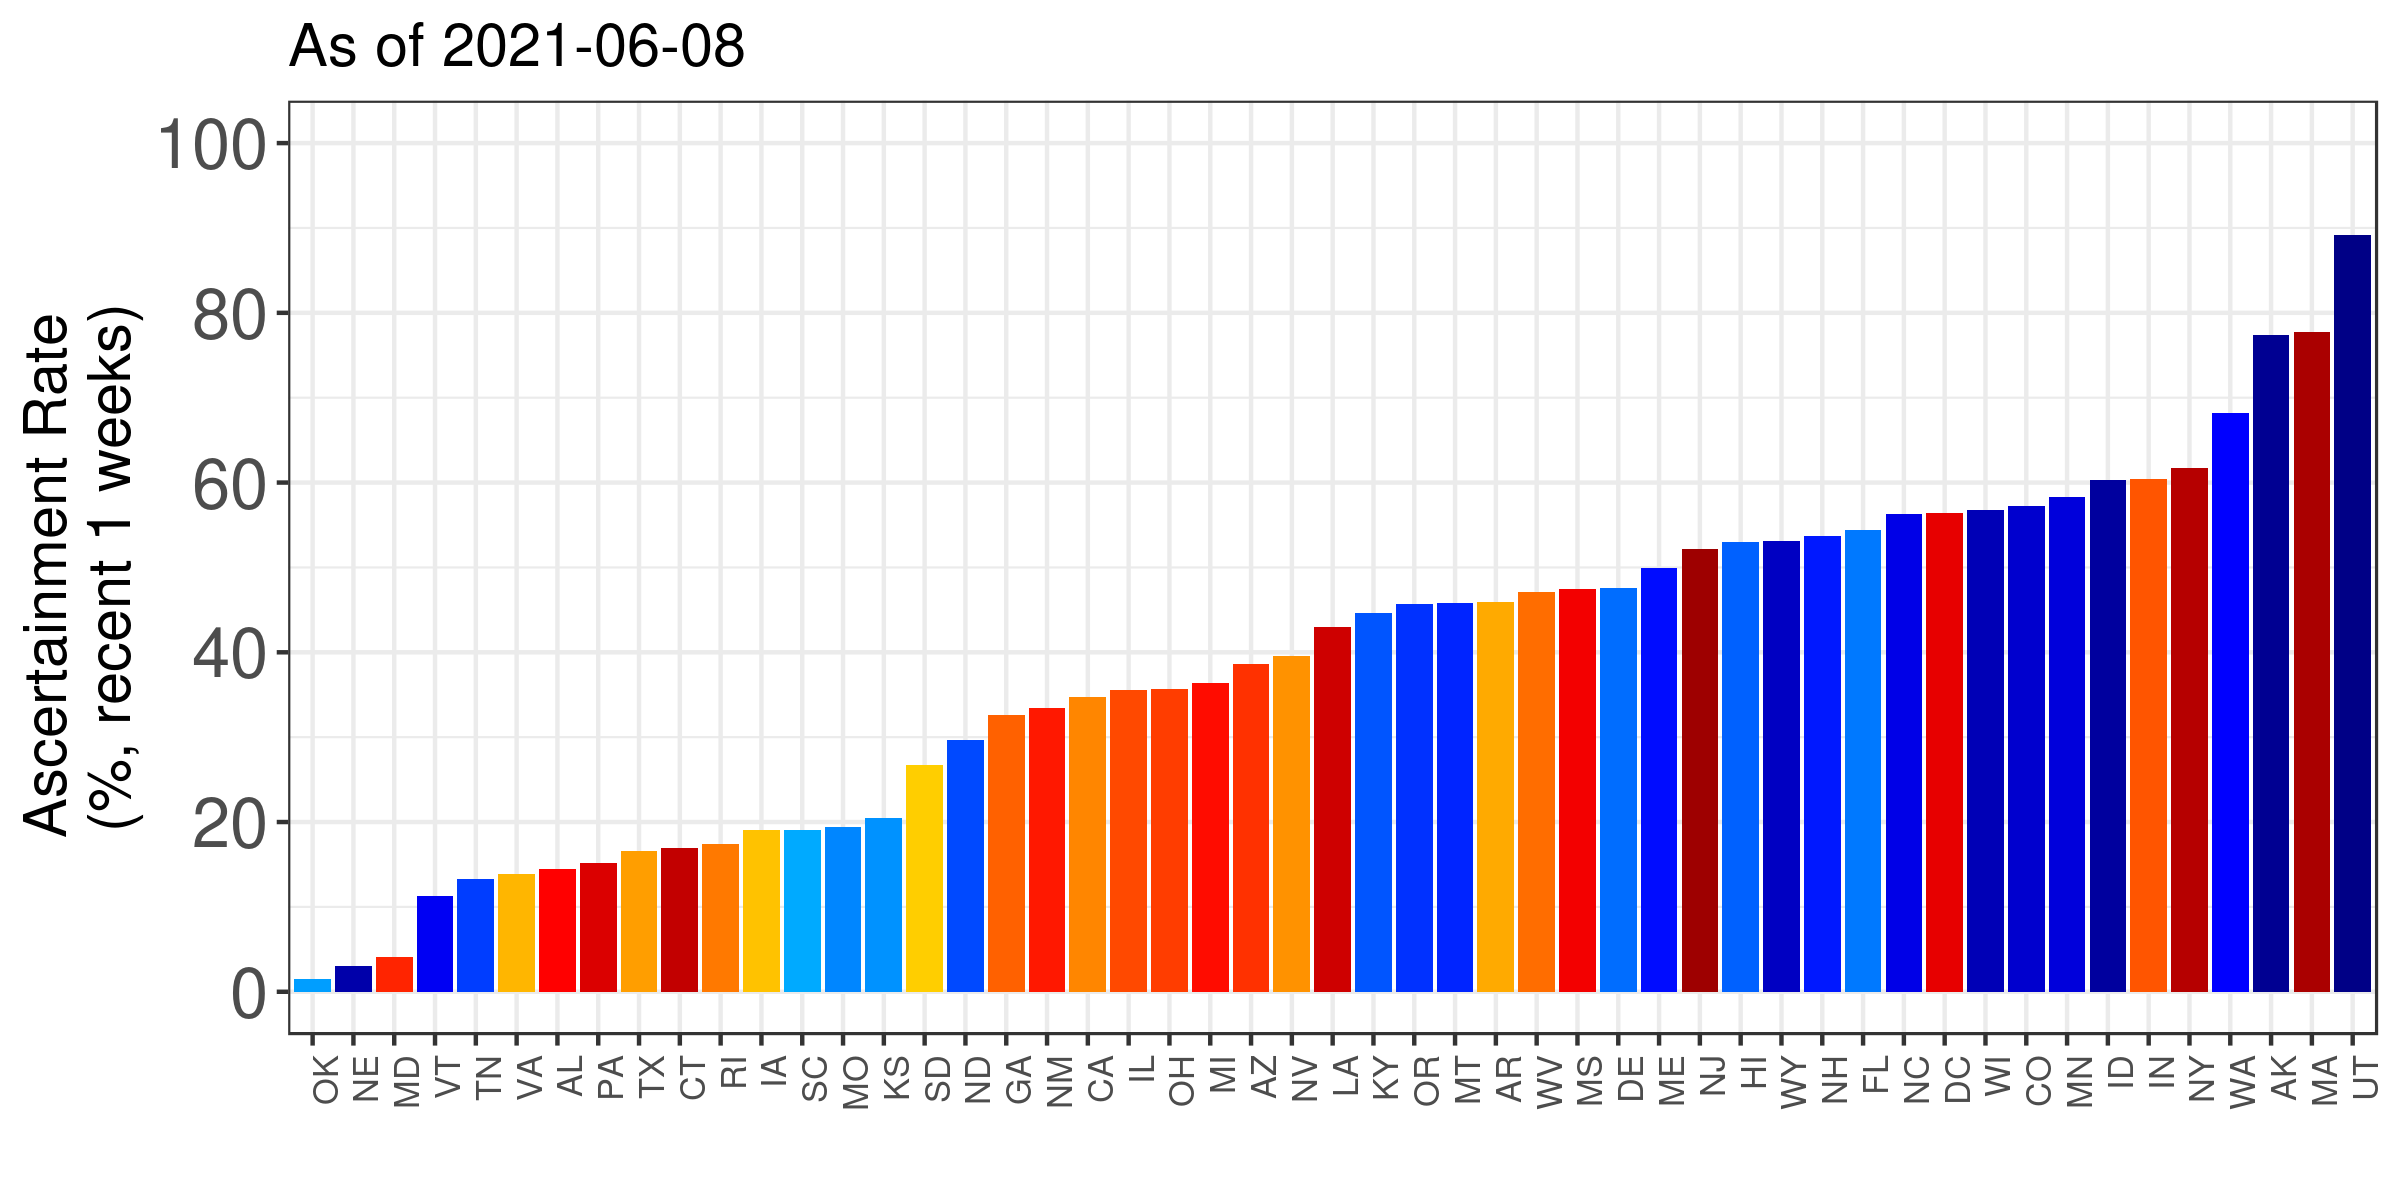 As of 2021-06-08
Ascertainment Rate
(%, recent 1 weeks)
100
80
60
40
20
0
OK NE MD VT TN VA AL PA TX CT RI IA SC MO KS SD ND GA NM CA IL OH MI AZ NV LA KY OR MT AR WV MS DE ME NJ HI WY NH FL NC DC WI CO MN ID IN NY WA AK MA UT